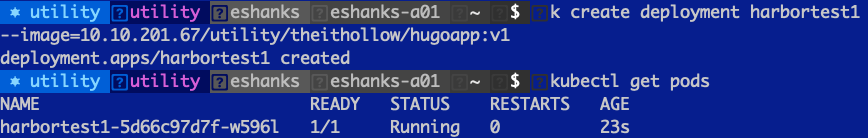 ⎈ utility utility eshanks eshanks-a01 ~ $ k create deployment harbortest1
--image=10.10.201.67/utility/theithollow/hugoapp:v1
deployment.apps/harbortest1 created
⎈ utility utility eshanks eshanks-a01 ~ $ kubectl get pods
NAME READY STATUS RESTARTS AGE
harbortest1-5d66c97d7f-w596l 1/1 Running 0 23s